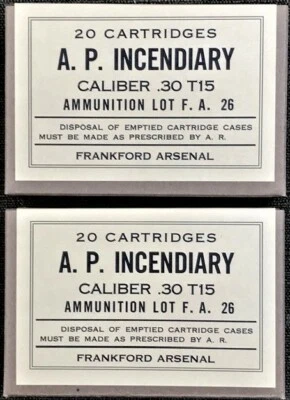 20 CARTRIDGES
A. P. INCENDIARY
CALIBER .30 T15
AMMUNITION LOT F. A. 26
DISPOSAL OF EMPTIED CARTRIDGE CASES
MUST BE MADE AS PRESCRIBED BY A. R.
FRANKFORD ARSENAL
20 CARTRIDGES
A. P. INCENDIARY
CALIBER .30 T15
AMMUNITION LOT F. A. 26
DISPOSAL OF EMPTIED CARTRIDGE CASES
MUST BE MADE AS PRESCRIBED BY A. R.
FRANKFORD ARSENAL